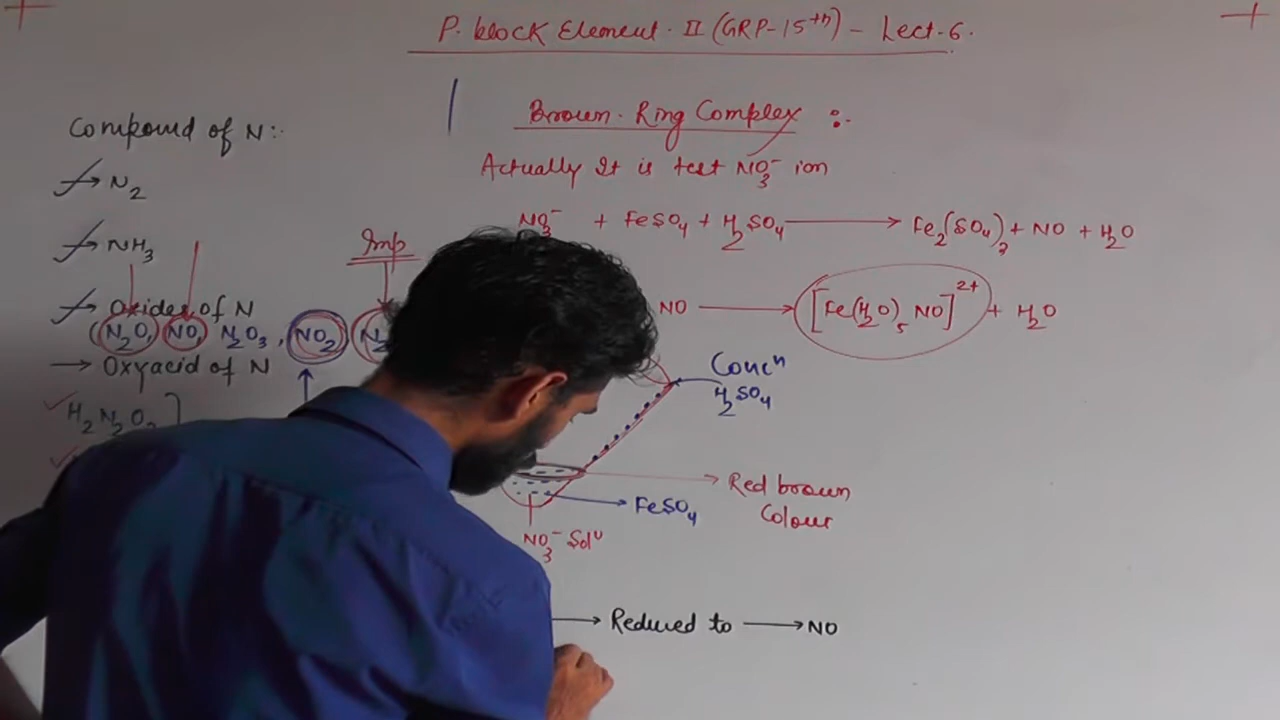 P. block Element. II (GRP-15th) - Lect. 6.
Compound of N:-
→ N2
→ NH3
→ Oxides of N
(N2O, NO, N2O3, NO2, N2
→ Oxyacid of N
H2N2O2
Imp
Brown. Ring Complex :-
Actually It is test NO3- ion
NO3- + FeSO4 + H2SO4 → Fe2(SO4)3 + NO + H2O
NO → [Fe(H2O)5 NO]2+ + H2O
Concn
H2SO4
Red brown
Colour
FeSO4
NO3- Soln
→ Reduced to → NO